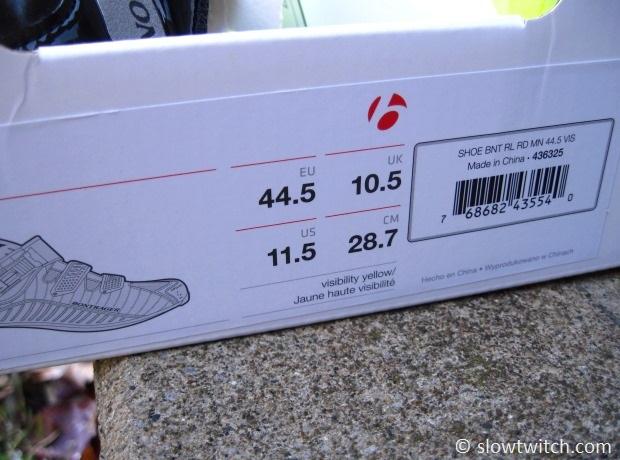 ON
SHOE BNT RL RD MN 44.5 VIS
Made in China • 436325
7 68682 43554 0
EU
44.5
UK
10.5
US
11.5
CM
28.7
visibility yellow/
Jaune haute visibilité
Hecho en China • Wyprodukowano w Chinach
BONTRAGER
© slowtwitch.com